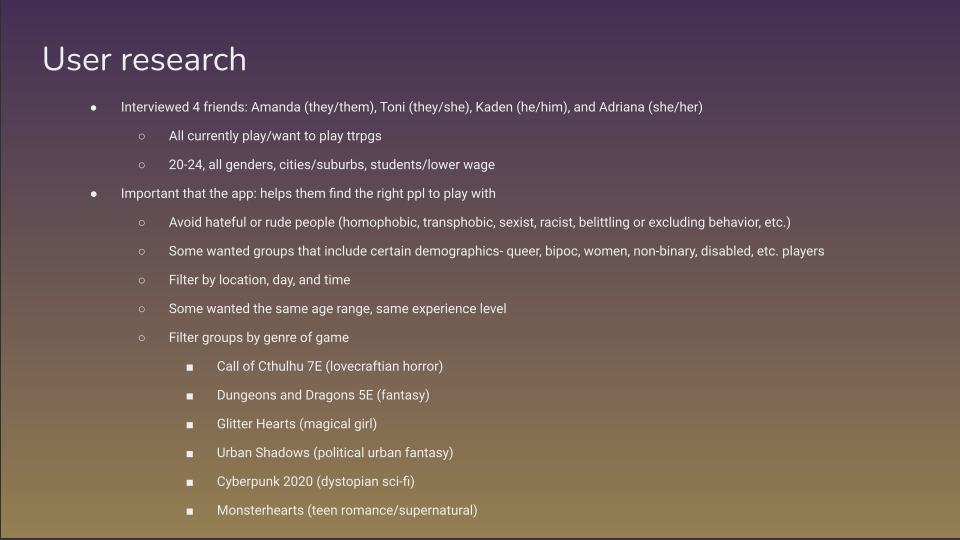 User research
● Interviewed 4 friends: Amanda (they/them), Toni (they/she), Kaden (he/him), and Adriana (she/her)
○ All currently play/want to play ttrpgs
○ 20-24, all genders, cities/suburbs, students/lower wage
● Important that the app: helps them find the right ppl to play with
○ Avoid hateful or rude people (homophobic, transphobic, sexist, racist, belittling or excluding behavior, etc.)
○ Some wanted groups that include certain demographics- queer, bipoc, women, non-binary, disabled, etc. players
○ Filter by location, day, and time
○ Some wanted the same age range, same experience level
○ Filter groups by genre of game
■ Call of Cthulhu 7E (lovecraftian horror)
■ Dungeons and Dragons 5E (fantasy)
■ Glitter Hearts (magical girl)
■ Urban Shadows (political urban fantasy)
■ Cyberpunk 2020 (dystopian sci-fi)
■ Monsterhearts (teen romance/supernatural)